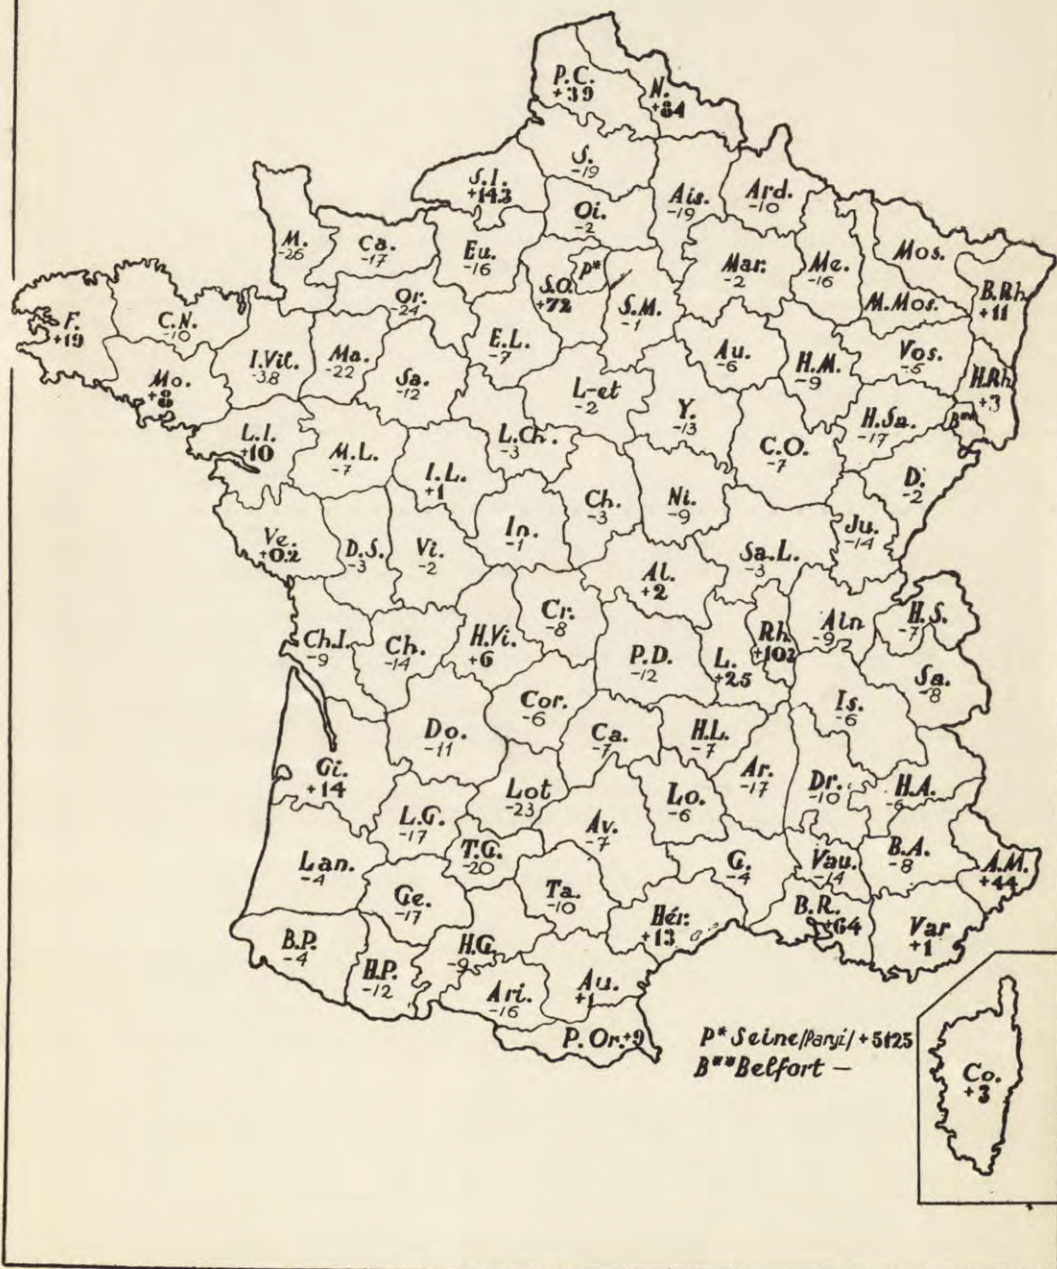 P.C.
+39
N.
+84
S.
-19
S.I.
+143
Ais.
-19
Ard.
-10
Oi.
-2
M.
-26
Ca.
-17
Eu.
-16
P*
S.O.
+72
S.M.
-1
Mar.
-2
Me.
-16
Mos.
M.Mos.
B.Rh
+11
Or.
-24
F.
+19
C.N.
-10
Mo.
+8
I.Vil.
-38
Ma.
-22
Sa.
-12
E.L.
-7
L-et
-2
Au.
-6
H.M.
-9
Vos.
-5
H.Rh
+3
B**
Y.
-13
H.Sa.
-17
L.I.
+10
M.L.
-7
L.Ch.
-3
I.L.
+1
C.O.
-7
D.
-2
Ch.
-3
Ni.
-9
In.
-1
Ju.
-14
Ve.
+0.2
D.S.
-3
Vi.
-2
Sa.L.
-3
Al.
+2
Cr.
-8
Ch.I.
-9
Ch.
-14
H.Vi.
+6
P.D.
-12
L.
+25
Rh
+102
Ain
-9
H.S.
-7
Sa.
-8
Cor.
-6
Is.
-6
Do.
-11
Ca.
-7
H.L.
-7
Ar.
-17
Gi.
+14
Lot
-23
Lo.
-6
Dr.
-10
H.A.
-6
L.G.
-17
T.G.
-20
Av.
-7
Lan.
-4
G.
-4
Vau.
-14
B.A.
-8
A.M.
+44
Ge.
-17
Ta.
-10
Hér.
+13
B.R.
+64
Var
+1
B.P.
-4
H.P.
-12
H.G.
-9
Ari.
-16
Au.
+1
P.Or.+9
P* Seine/Paryż/+5125
B**Belfort —
Co.
+3